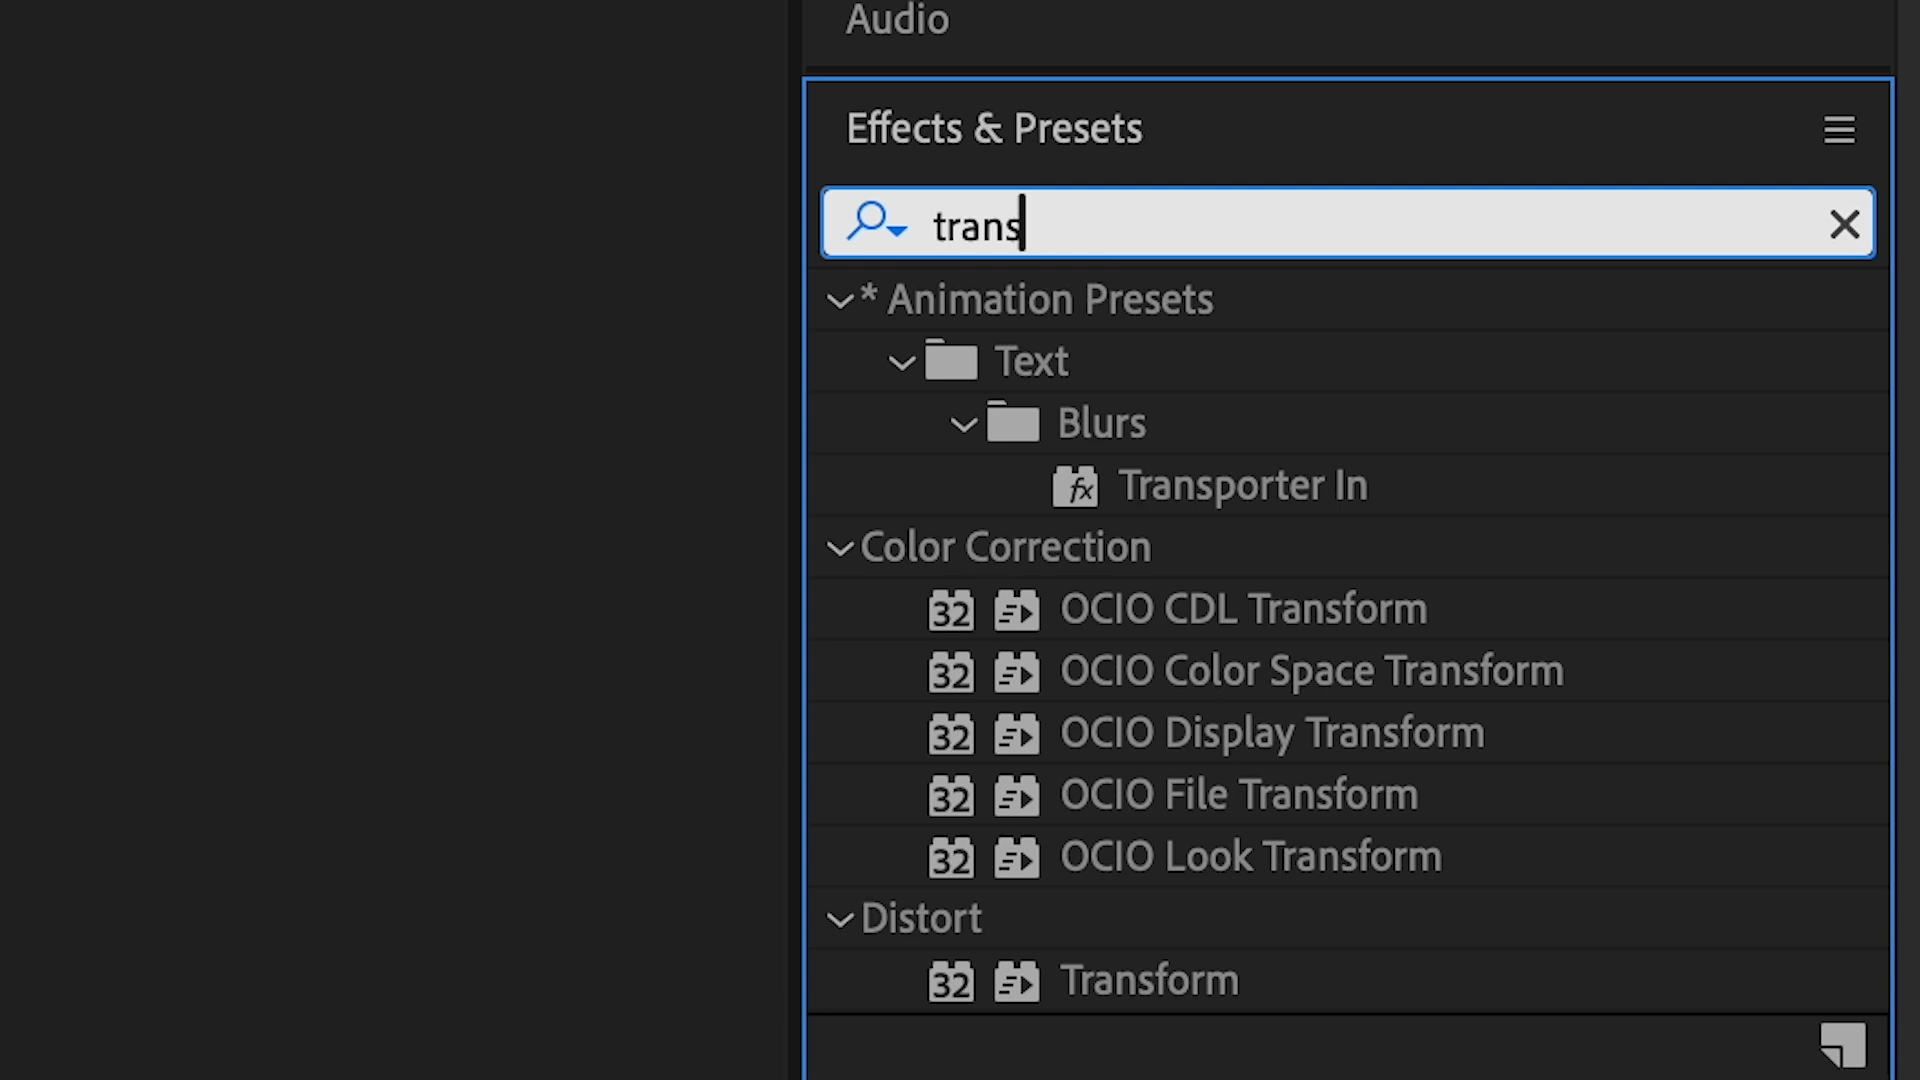 Audio
Effects & Presets
trans
* Animation Presets
Text
Blurs
fx Transporter In
Color Correction
32 OCIO CDL Transform
32 OCIO Color Space Transform
32 OCIO Display Transform
32 OCIO File Transform
32 OCIO Look Transform
Distort
32 Transform